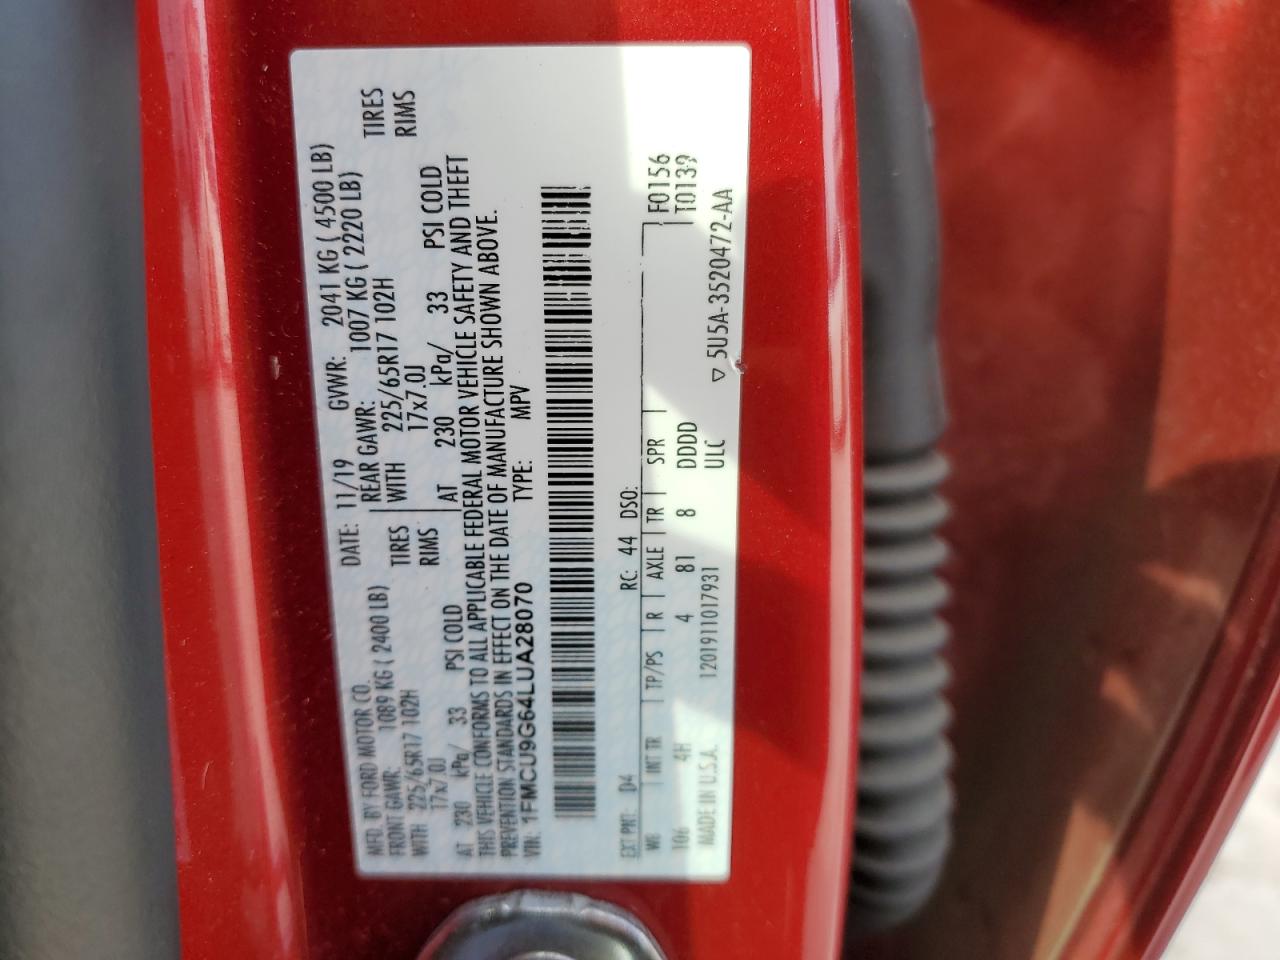 MFD. BY FORD MOTOR CO. DATE: 11/19 GVWR: 2041 KG ( 4500 LB)
FRONT GAWR: 1089 KG ( 2400 LB) REAR GAWR: 1007 KG ( 2220 LB)
WITH 225/65R17 102H TIRES WITH 225/65R17 102H TIRES
17x7.0J RIMS 17x7.0J RIMS
AT 230 kPa/ 33 PSI COLD AT 230 kPa/ 33 PSI COLD
THIS VEHICLE CONFORMS TO ALL APPLICABLE FEDERAL MOTOR VEHICLE SAFETY AND THEFT
PREVENTION STANDARDS IN EFFECT ON THE DATE OF MANUFACTURE SHOWN ABOVE.
VIN: 1FMCU9G64LUA28070 TYPE: MPV
EXT PNT: D4 RC: 44 DSO:
WB INT TR TP/PS R AXLE TR SPR F0156
106 4H 4 81 8 DDDD T0139
MADE IN U.S.A. 1201911017931 ULC ▽ 5U5A-3520472-AA